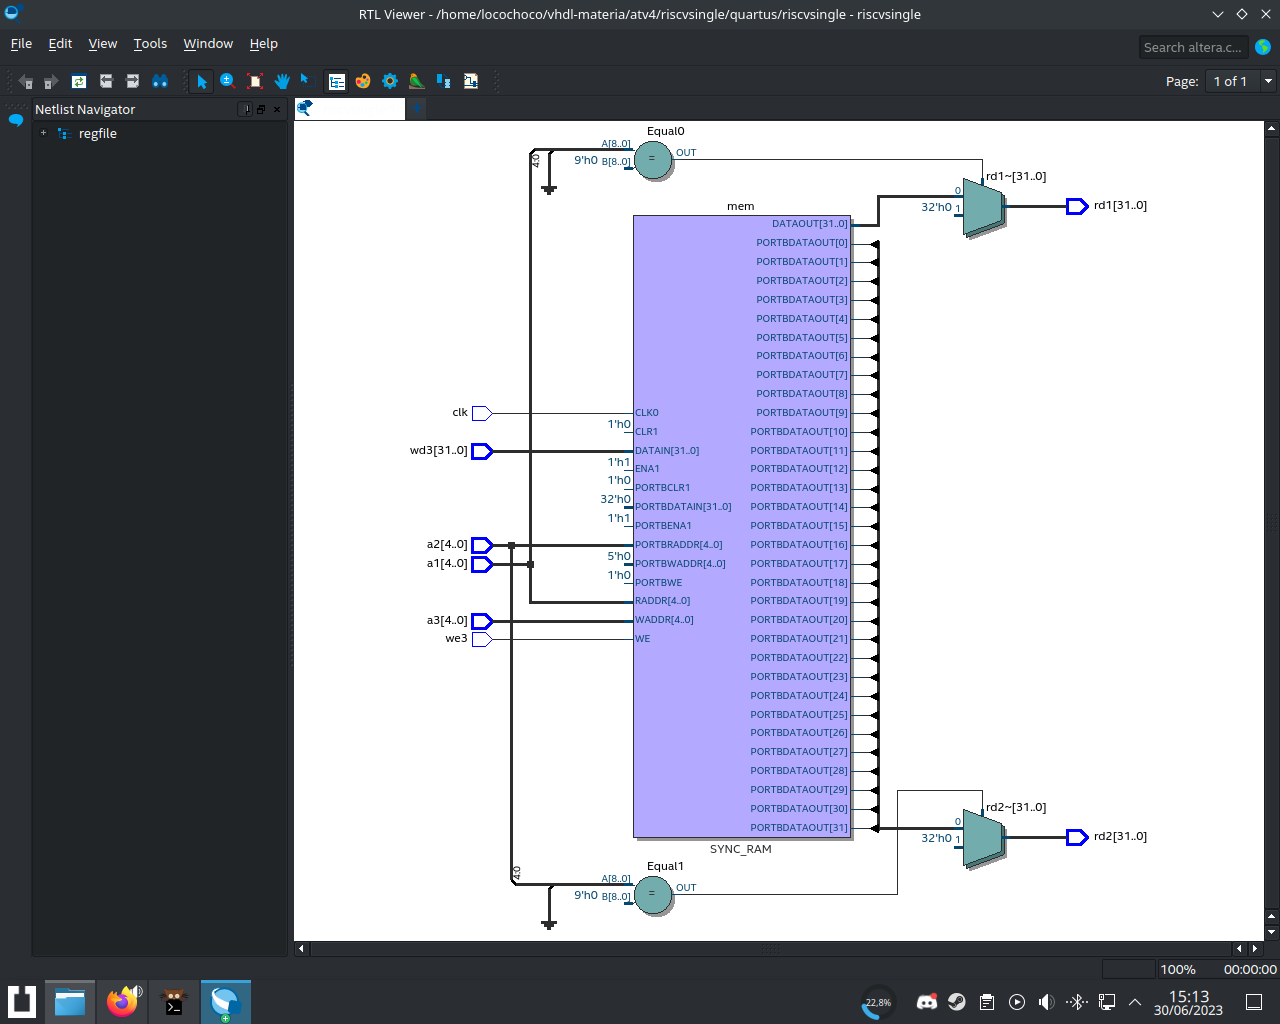 RTL Viewer - /home/locochoco/vhdl-materia/atv4/riscvsingle/quartus/riscvsingle - riscvsingle
File Edit View Tools Window Help
Search altera.c...
Page: 1 of 1
Netlist Navigator
regfile
Equal0
A[8..0]
OUT
9'h0 B[8..0]
=
4:0
rd1~[31..0]
0
32'h0 1
rd1[31..0]
mem
DATAOUT[31..0]
PORTBDATAOUT[0]
PORTBDATAOUT[1]
PORTBDATAOUT[2]
PORTBDATAOUT[3]
PORTBDATAOUT[4]
PORTBDATAOUT[5]
PORTBDATAOUT[6]
PORTBDATAOUT[7]
PORTBDATAOUT[8]
clk CLK0 PORTBDATAOUT[9]
1'h0 CLR1 PORTBDATAOUT[10]
wd3[31..0] DATAIN[31..0] PORTBDATAOUT[11]
1'h1 ENA1 PORTBDATAOUT[12]
1'h0 PORTBCLR1 PORTBDATAOUT[13]
32'h0 PORTBDATAIN[31..0] PORTBDATAOUT[14]
1'h1 PORTBENA1 PORTBDATAOUT[15]
a2[4..0] PORTBRADDR[4..0] PORTBDATAOUT[16]
a1[4..0] 5'h0 PORTBWADDR[4..0] PORTBDATAOUT[17]
1'h0 PORTBWE PORTBDATAOUT[18]
RADDR[4..0] PORTBDATAOUT[19]
a3[4..0] WADDR[4..0] PORTBDATAOUT[20]
we3 WE PORTBDATAOUT[21]
PORTBDATAOUT[22]
PORTBDATAOUT[23]
PORTBDATAOUT[24]
PORTBDATAOUT[25]
PORTBDATAOUT[26]
PORTBDATAOUT[27]
PORTBDATAOUT[28]
PORTBDATAOUT[29]
PORTBDATAOUT[30]
PORTBDATAOUT[31]
rd2~[31..0]
0
32'h0 1
rd2[31..0]
SYNC_RAM
Equal1
4:0
A[8..0]
OUT
9'h0 B[8..0]
=
100% 00:00:00
22,8%
15:13
30/06/2023